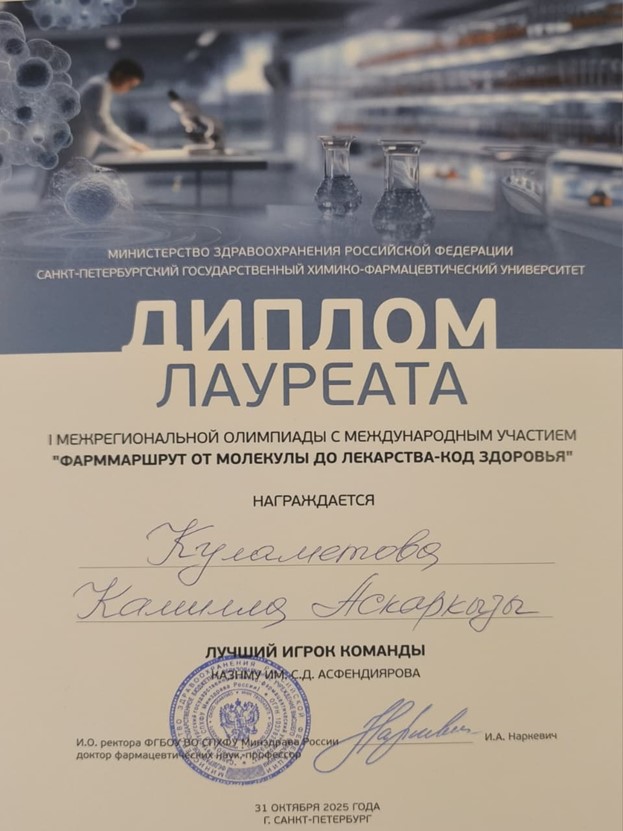 МИНИСТЕРСТВО ЗДРАВООХРАНЕНИЯ РОССИЙСКОЙ ФЕДЕРАЦИИ
САНКТ-ПЕТЕРБУРГСКИЙ ГОСУДАРСТВЕННЫЙ ХИМИКО-ФАРМАЦЕВТИЧЕСКИЙ УНИВЕРСИТЕТ
ДИПЛОМ
ЛАУРЕАТА
I МЕЖРЕГИОНАЛЬНОЙ ОЛИМПИАДЫ С МЕЖДУНАРОДНЫМ УЧАСТИЕМ
"ФАРММАРШРУТ ОТ МОЛЕКУЛЫ ДО ЛЕКАРСТВА-КОД ЗДОРОВЬЯ"
НАГРАЖДАЕТСЯ
Куламетова
Камилла Аскаркызы
ЛУЧШИЙ ИГРОК КОМАНДЫ
КАЗНМУ ИМ. С.Д. АСФЕНДИЯРОВА
И.О. ректора ФГБОУ ВО СПХФУ Минздрава России
доктор фармацевтических наук, профессор
И.А. Наркевич
31 ОКТЯБРЯ 2025 ГОДА
Г. САНКТ-ПЕТЕРБУРГ